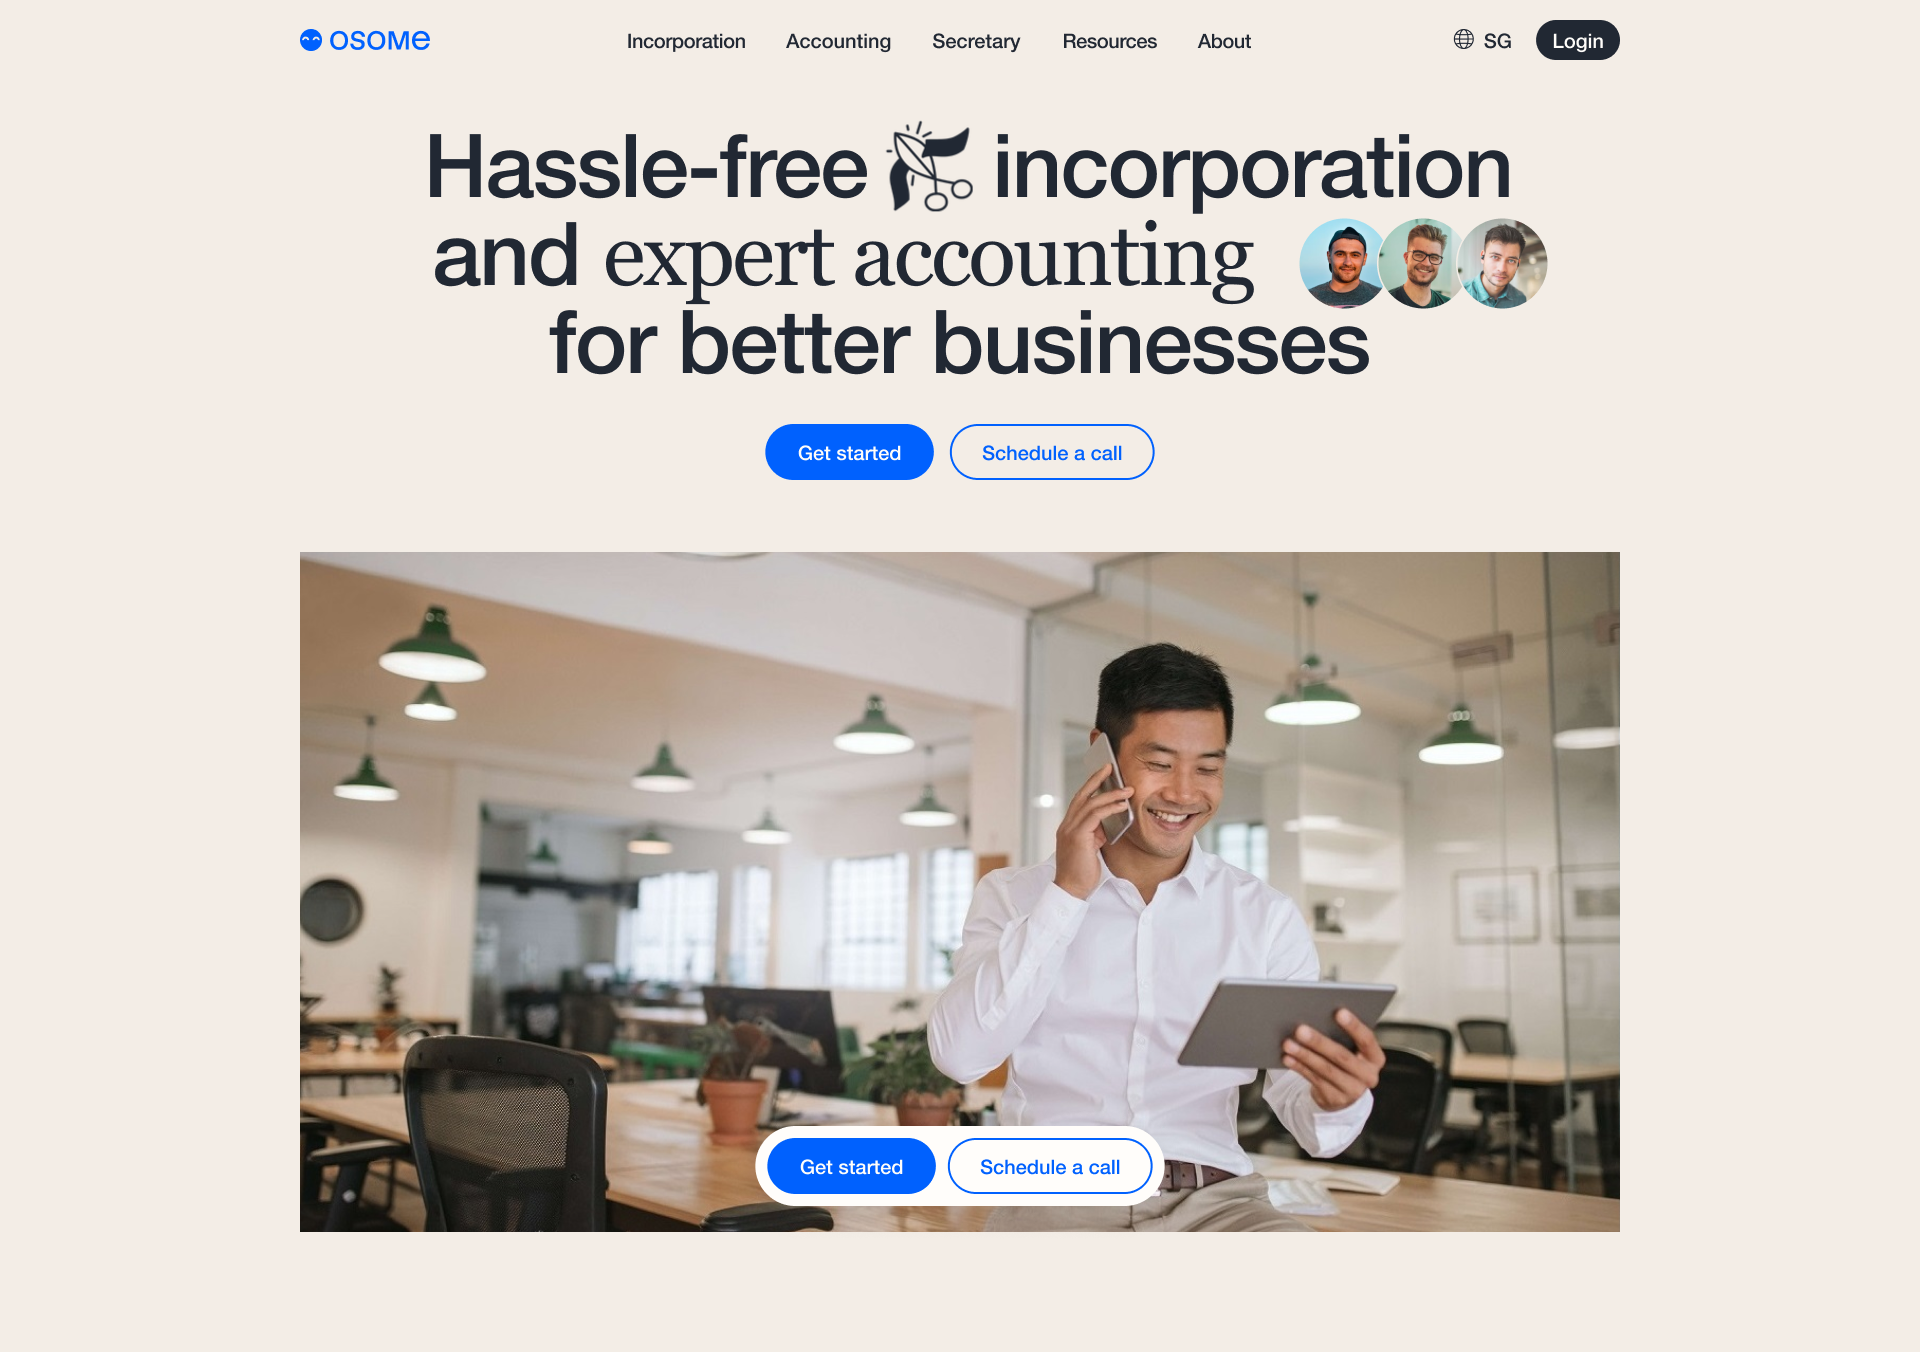 OSOMe
Incorporation
Accounting
Secretary
Resources
About
SG
Login
Hassle-free incorporation
and expert accounting
for better businesses
Get started
Schedule a call
Get started
Schedule a call